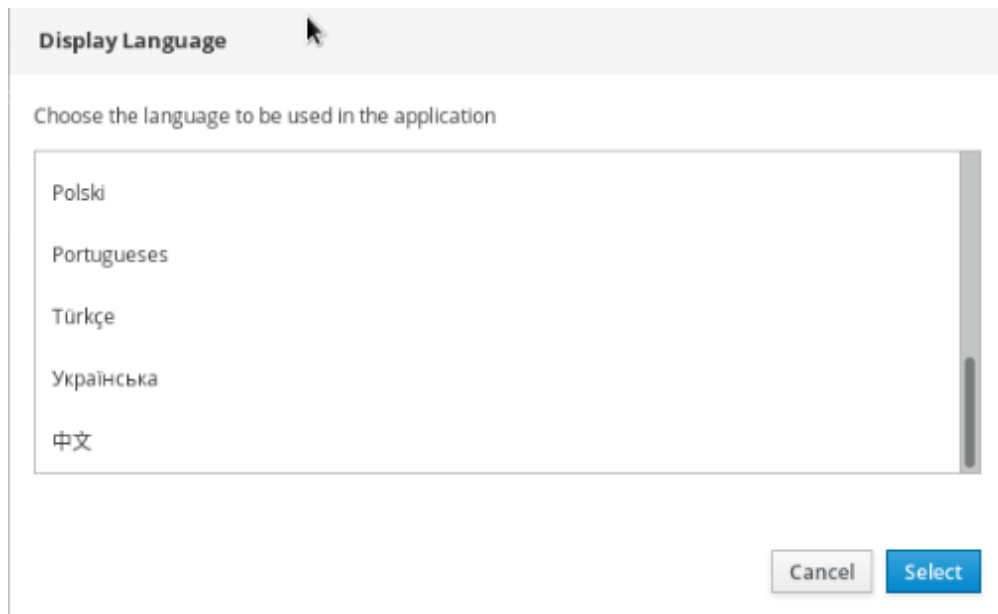 Display Language
Choose the language to be used in the application
Polski
Portugueses
Türkçe
Українська
中文
Cancel
Select